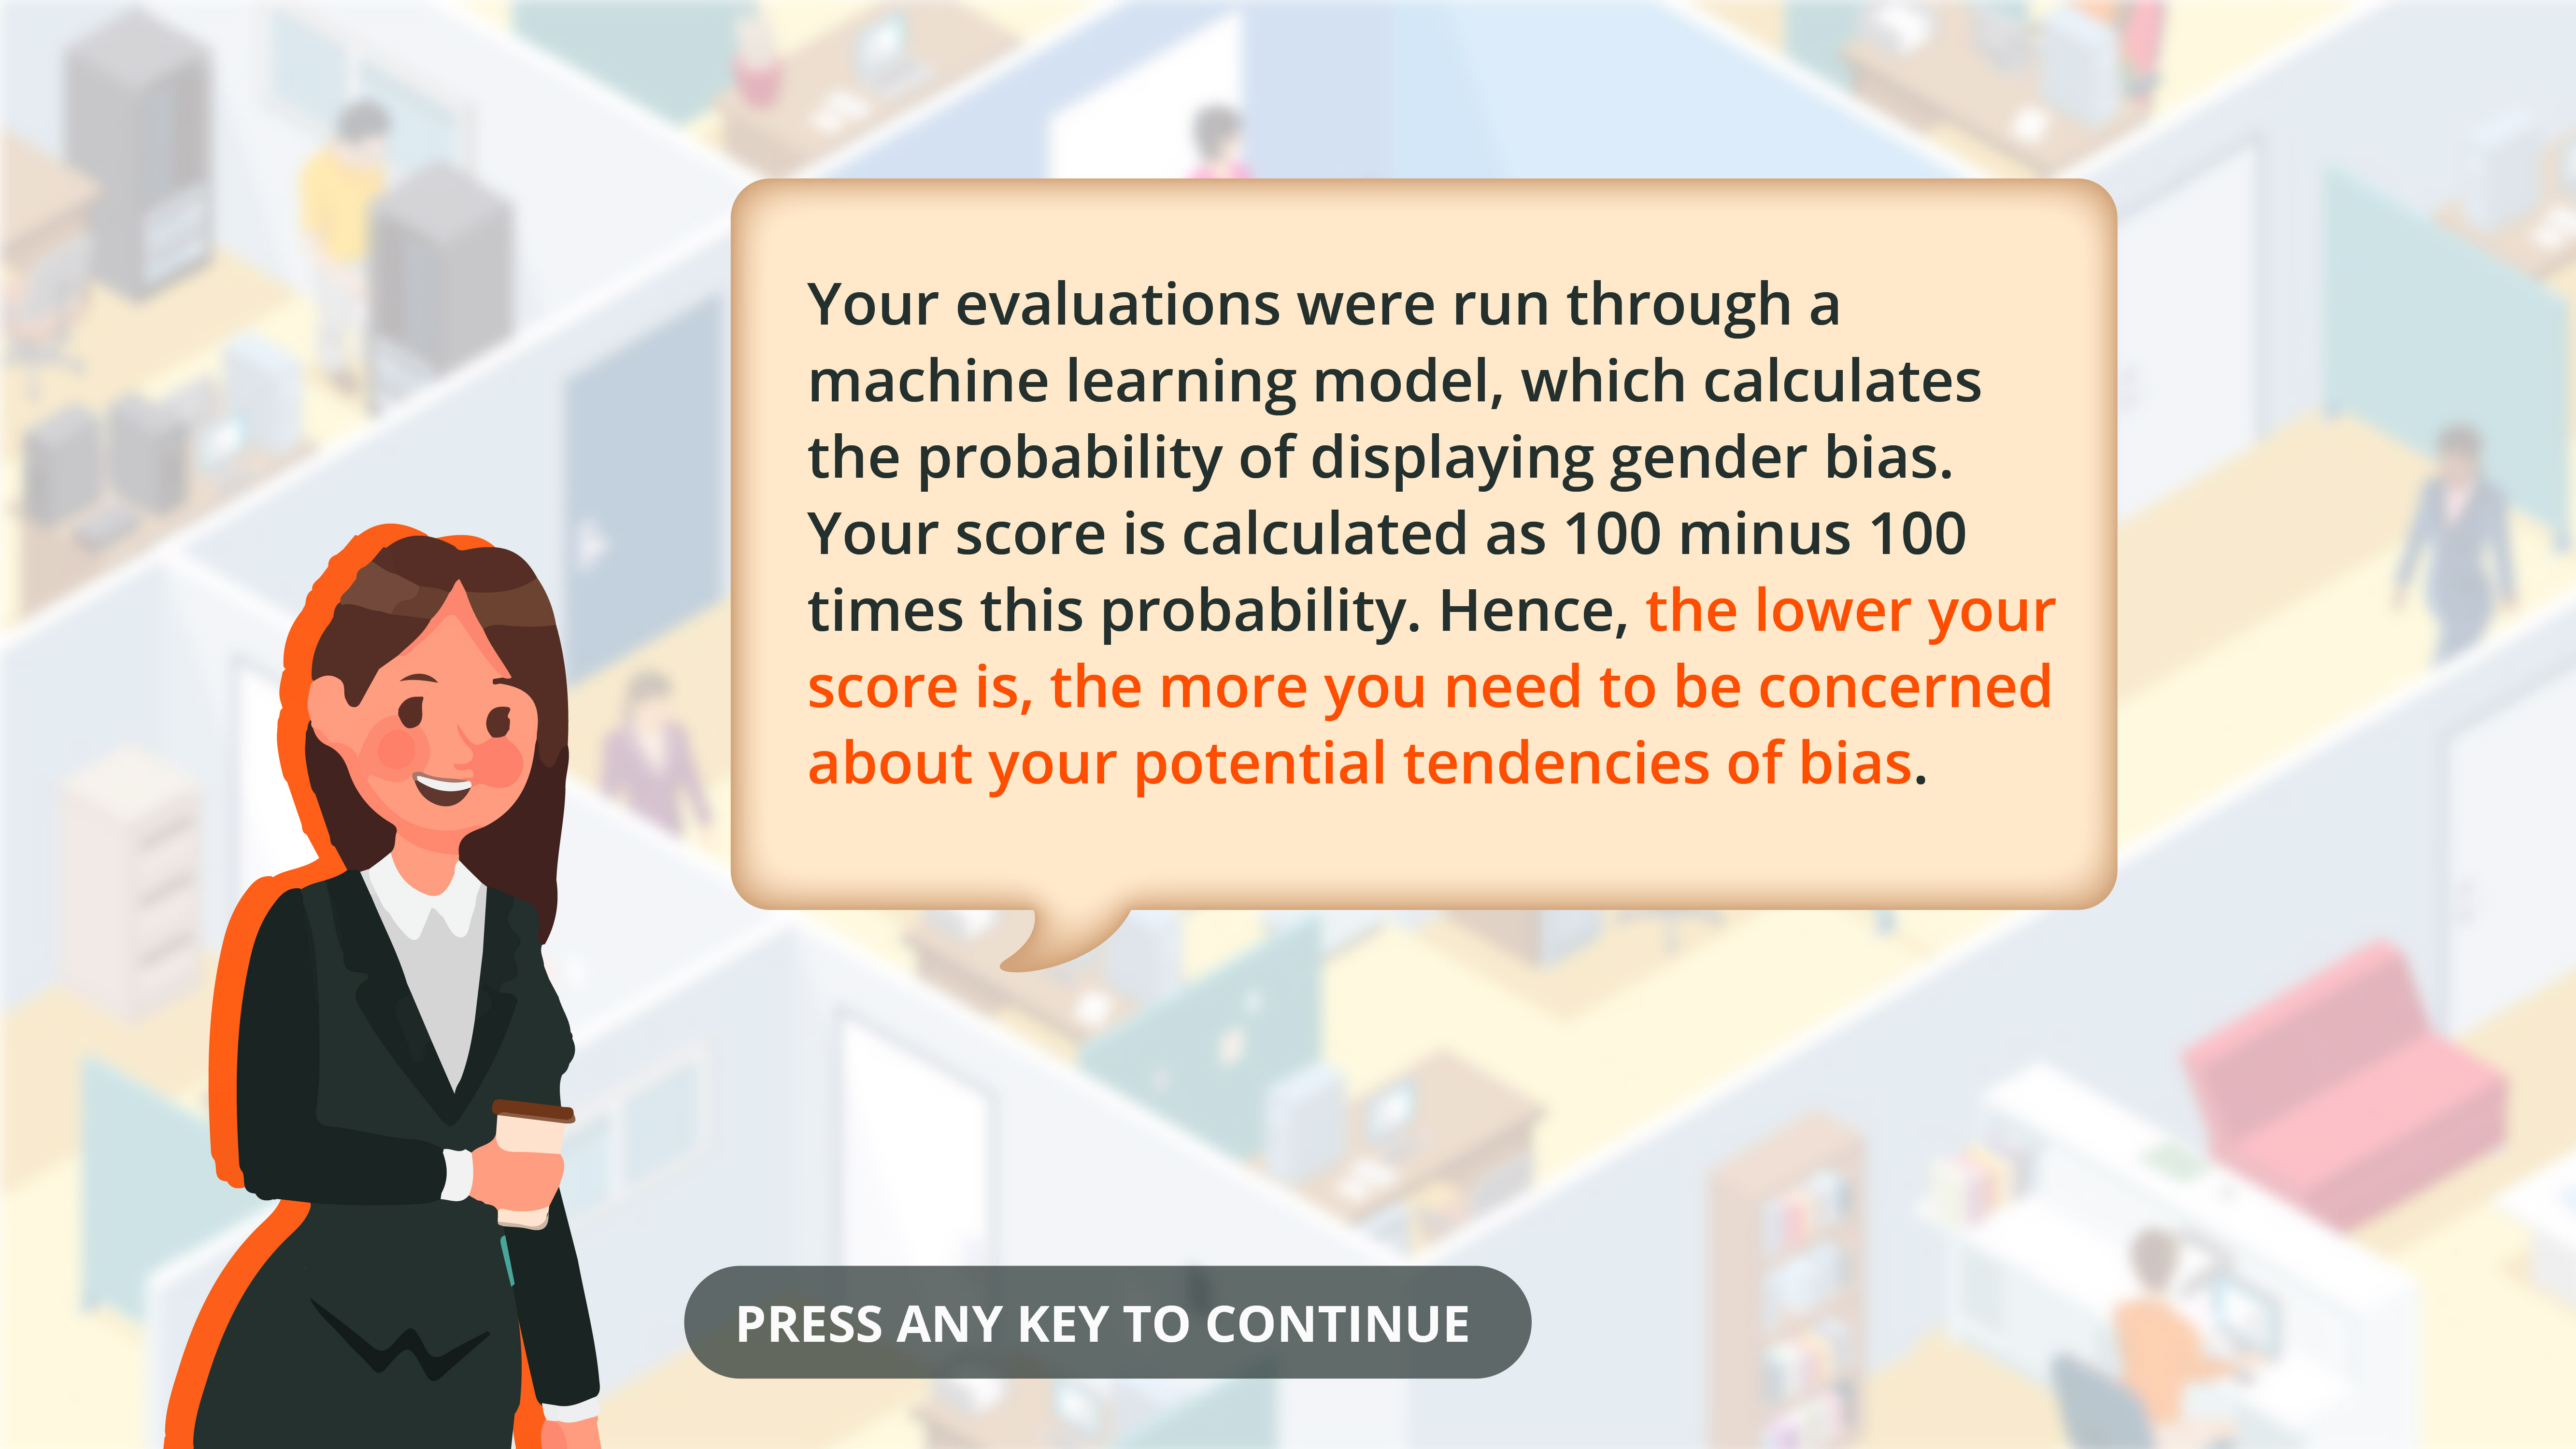 Your evaluations were run through a
machine learning model, which calculates
the probability of displaying gender bias.
Your score is calculated as 100 minus 100
times this probability. Hence, the lower your
score is, the more you need to be concerned
about your potential tendencies of bias.
PRESS ANY KEY TO CONTINUE